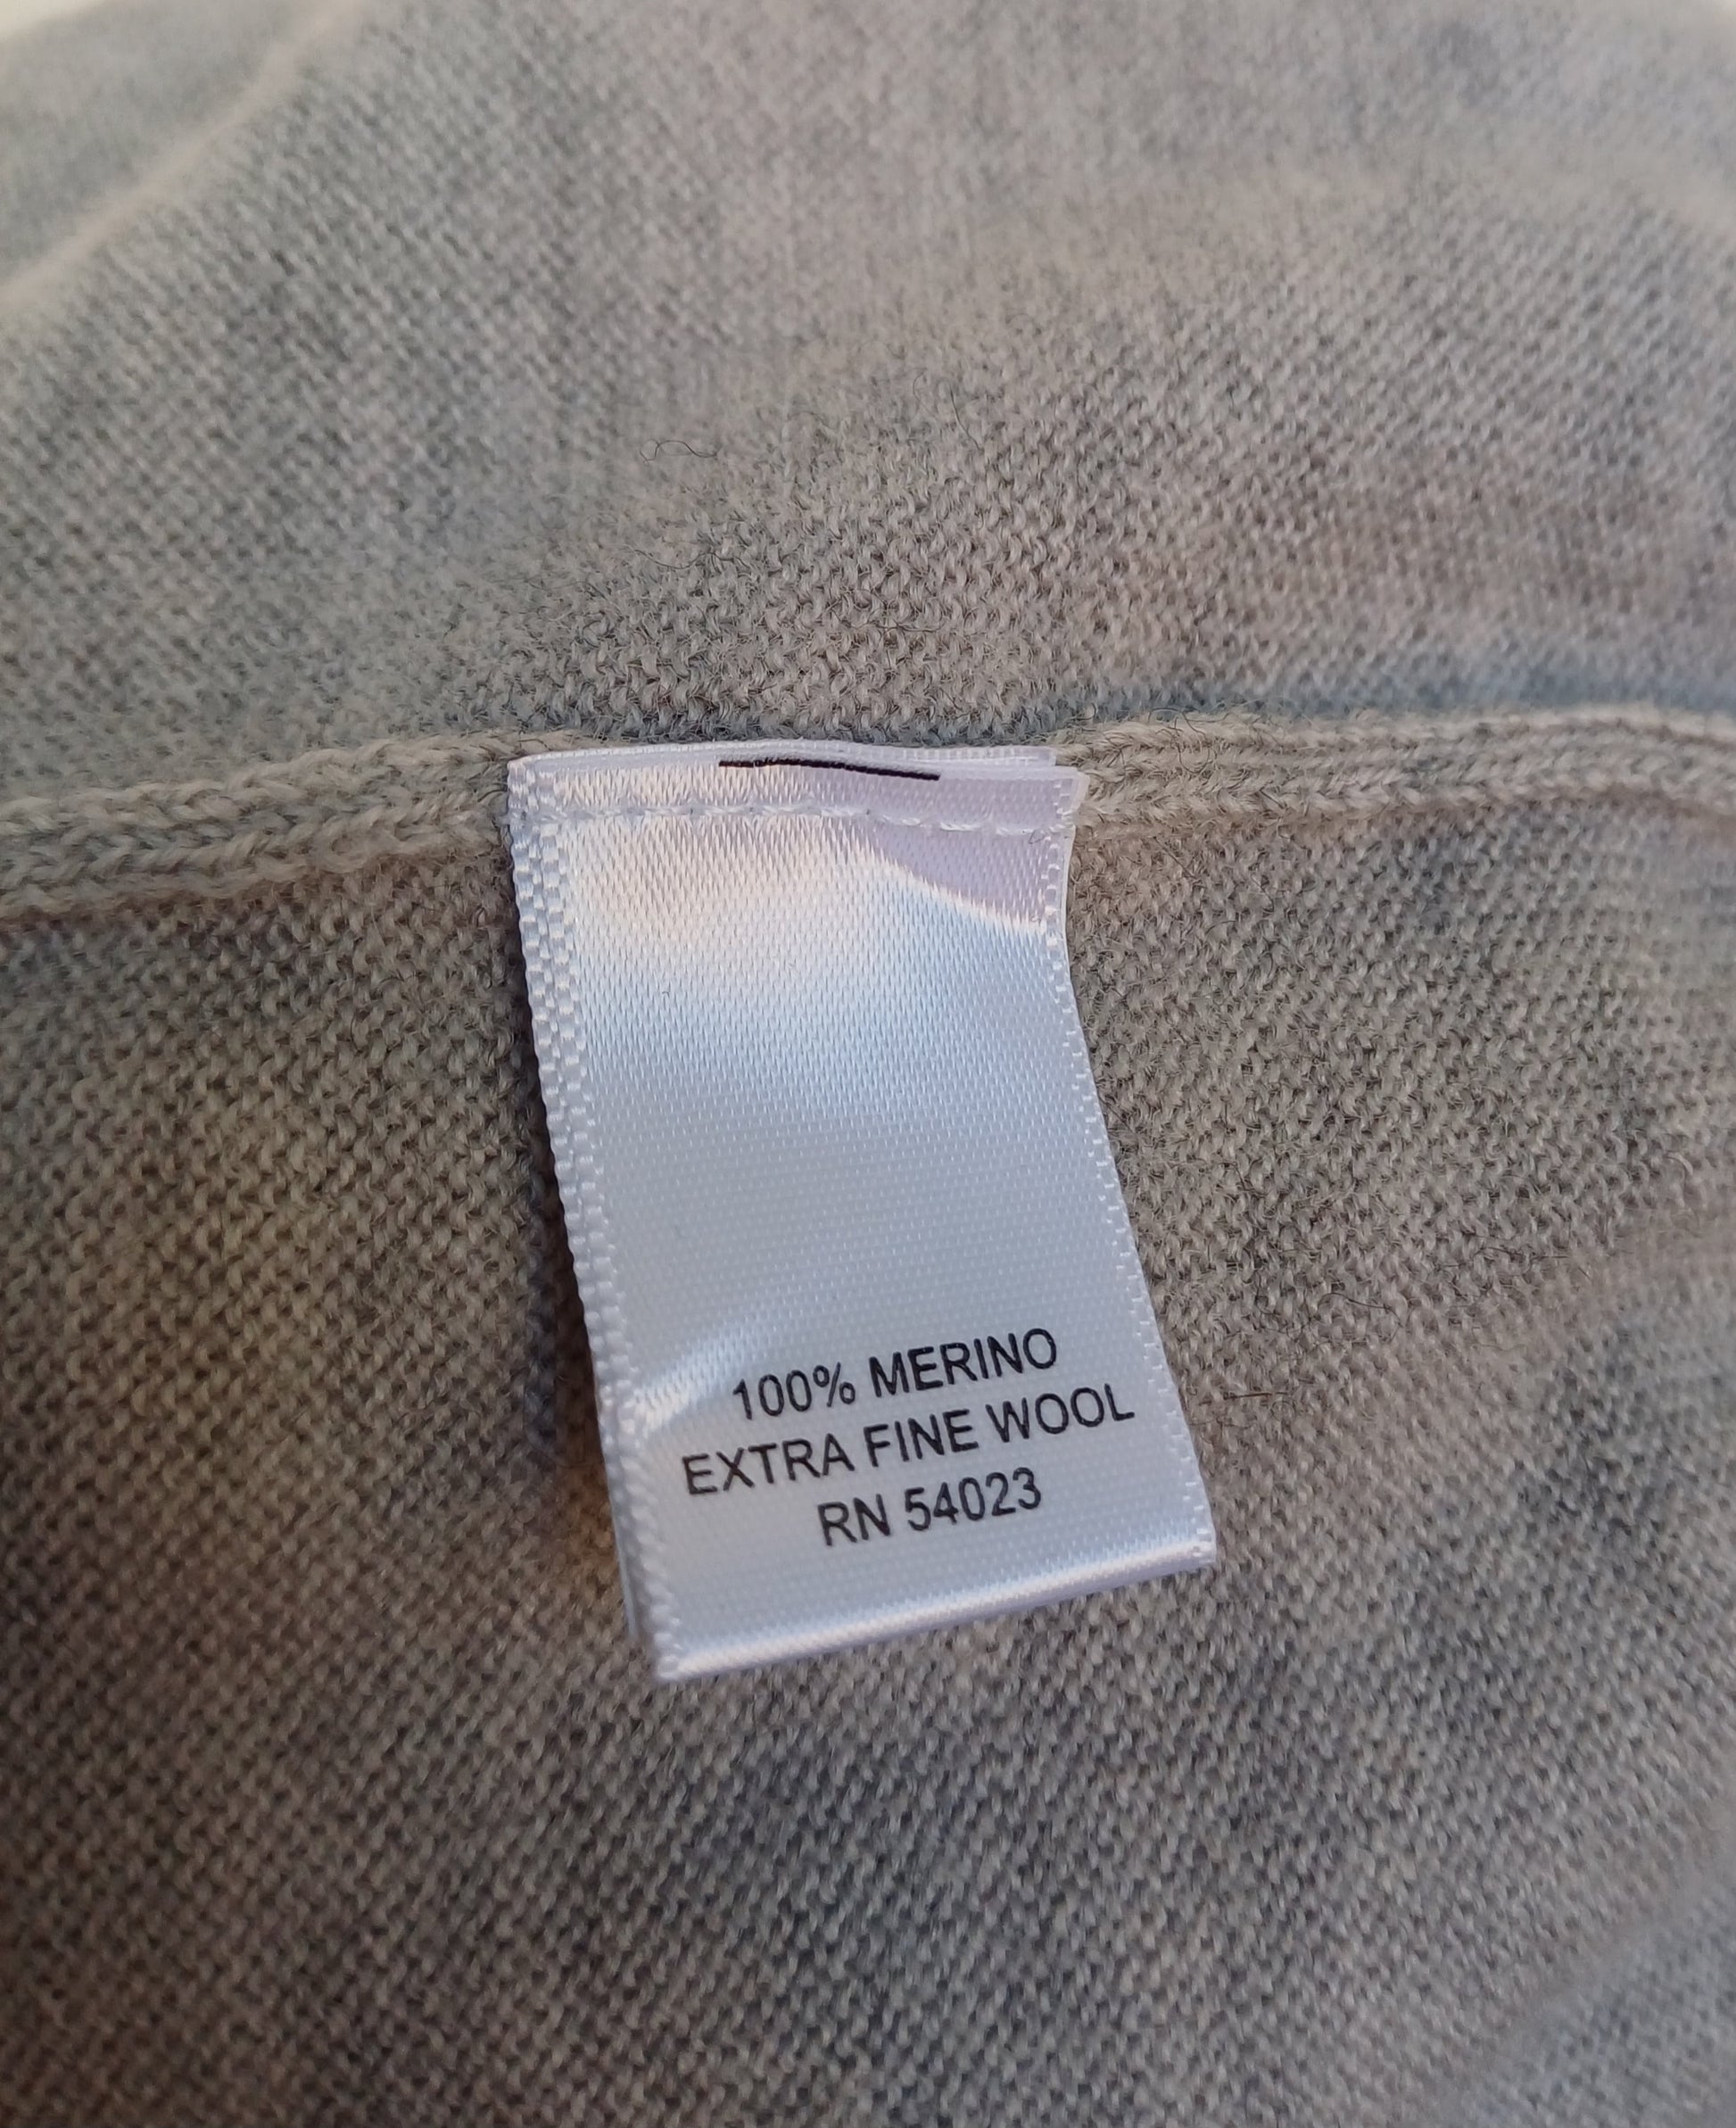 100% MERINO
EXTRA FINE WOOL
RN 54023